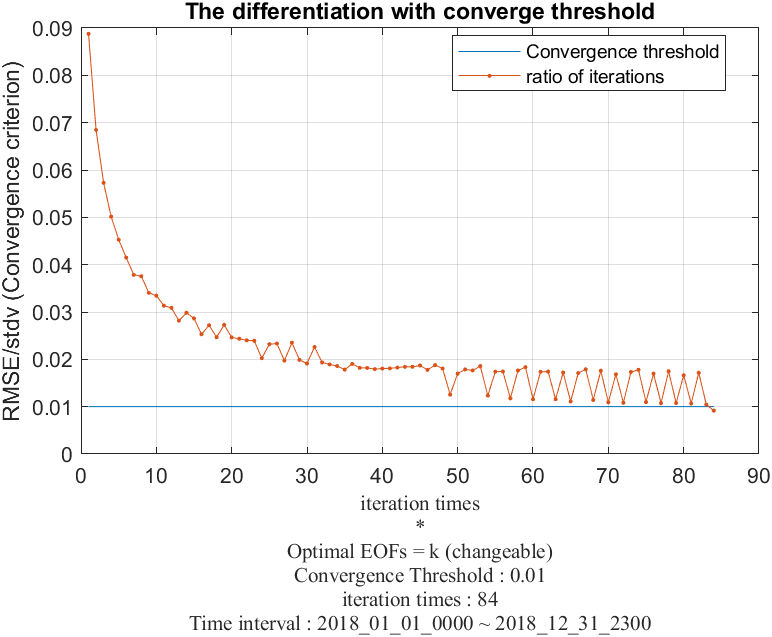 The differentiation with converge threshold
0.09
0.08
0.07
0.06
0.05
0.04
0.03
0.02
0.01
0
RMSE/stdv (Convergence criterion)
Convergence threshold
ratio of iterations
0 10 20 30 40 50 60 70 80 90
iteration times
*
Optimal EOFs = k (changeable)
Convergence Threshold : 0.01
iteration times : 84
Time interval : 2018_01_01_0000 ~ 2018_12_31_2300